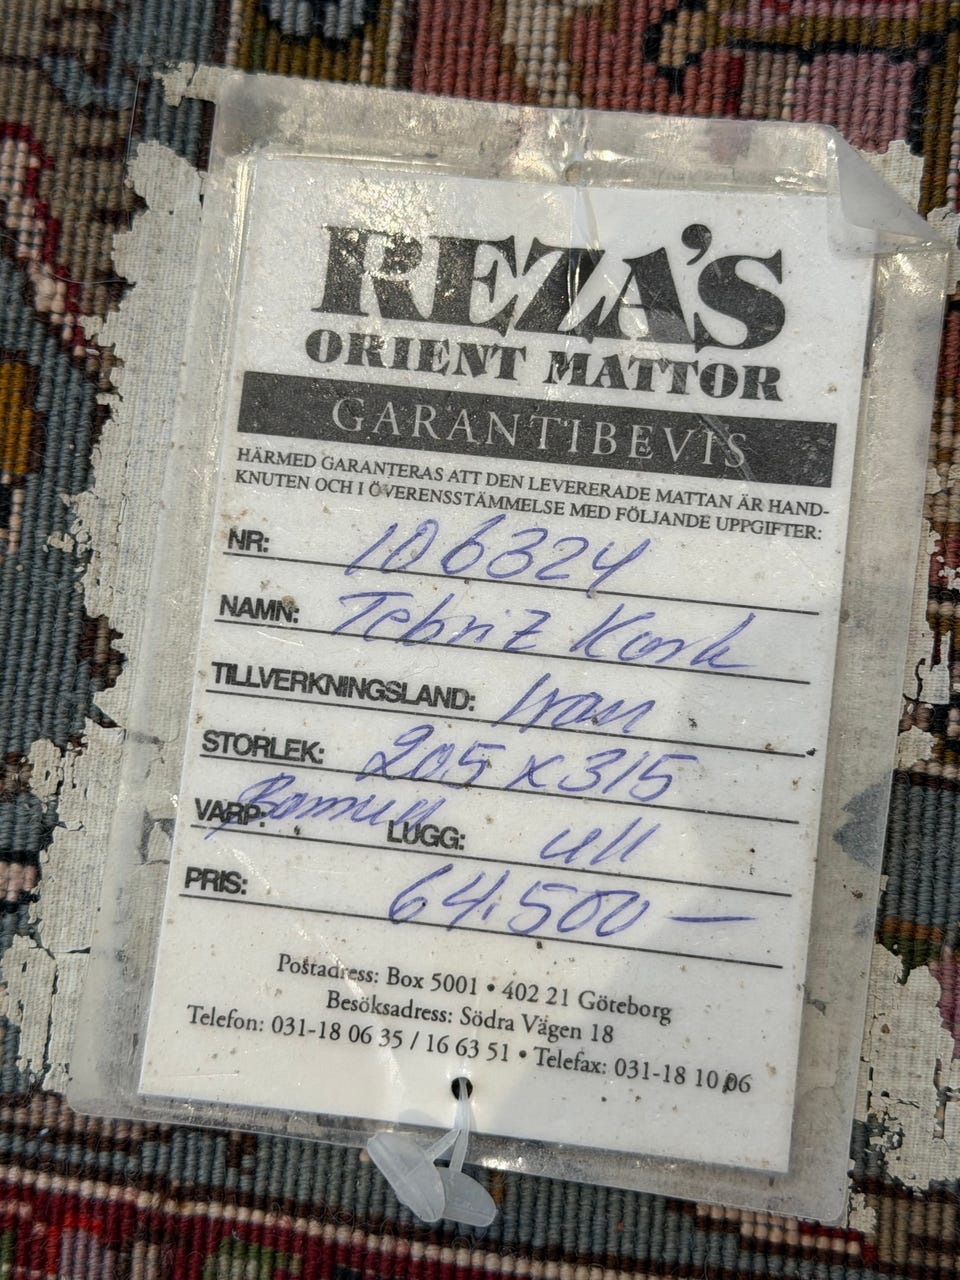 REZA'S
ORIENT MATTOR
GARANTIBEVIS
HÄRMED GARANTERAS ATT DEN LEVERERADE MATTAN ÄR HAND-
KNUTEN OCH I ÖVERENSSTÄMMELSE MED FÖLJANDE UPPGIFTER:
NR: 106324
NAMN: Tebriz Kork
TILLVERKNINGSLAND: Iran
STORLEK: 205 x 315
VARP: Bomull LUGG: ull
PRIS: 64.500 —
Postadress: Box 5001 • 402 21 Göteborg
Besöksadress: Södra Vägen 18
Telefon: 031-18 06 35 / 16 63 51 • Telefax: 031-18 10 06